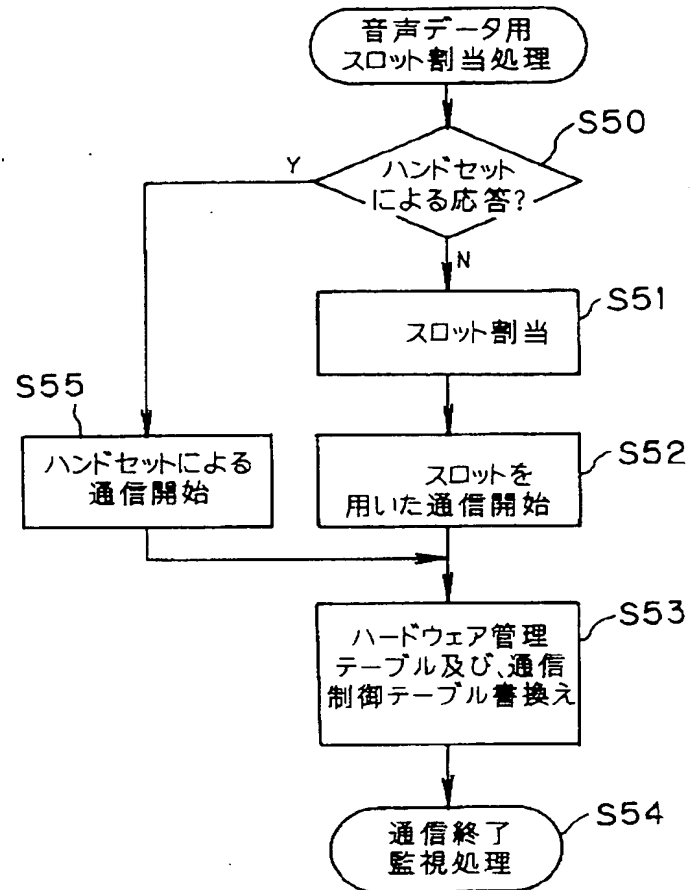 音声データ用
スロット割当処理
S50
Y
ハンドセット
による応答?
N
S51
スロット割当
S55
ハンドセットによる
通信開始
S52
スロットを
用いた通信開始
S53
ハードウェア管理
テーブル及び、通信
制御テーブル書換え
S54
通信終了
監視処理